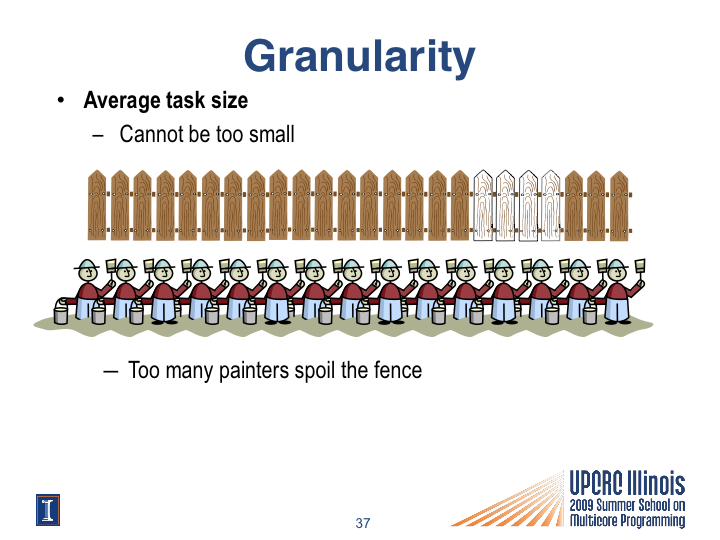 Granularity
• Average task size
– Cannot be too small
– Too many painters spoil the fence
I
37
UPCRC Illinois
2009 Summer School on
Multicore Programming